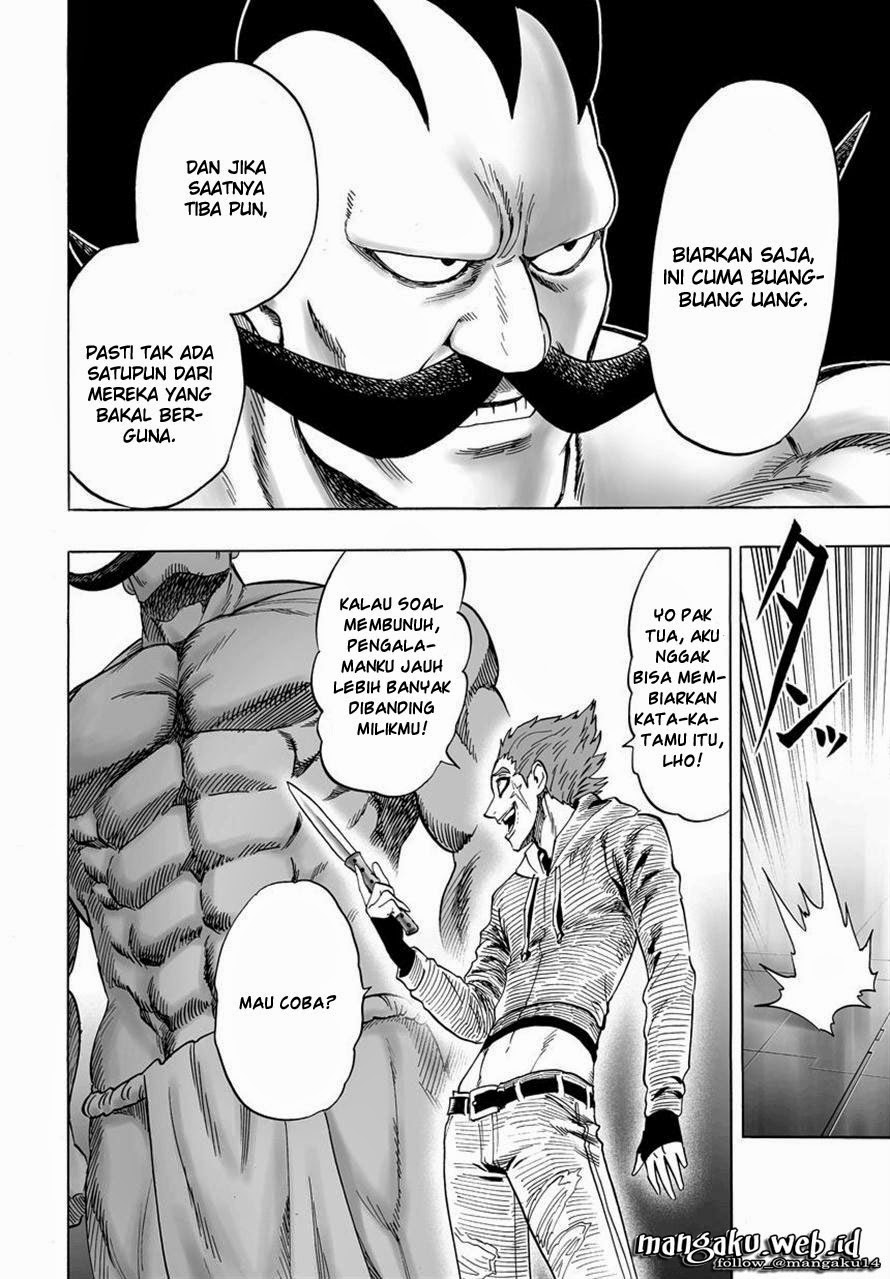 BIARKAN SAJA,
INI CUMA BUANG-
BUANG UANG.
DAN JIKA
SAATNYA
TIBA PUN,
PASTI TAK ADA
SATUPUN DARI
MEREKA YANG
BAKAL BER-
GUNA.
タンッ
YO PAK
TUA, AKU
NGGAK
BISA MEM-
BIARKAN
KATA-KA-
TAMU ITU,
LHO!
KALAU SOAL
MEMBUNUH,
PENGALA-
MANKU JAUH
LEBIH BANYAK
DIBANDING
MILIKMU!
MAU COBA?
mangaku.web.id
follow @mangaku14